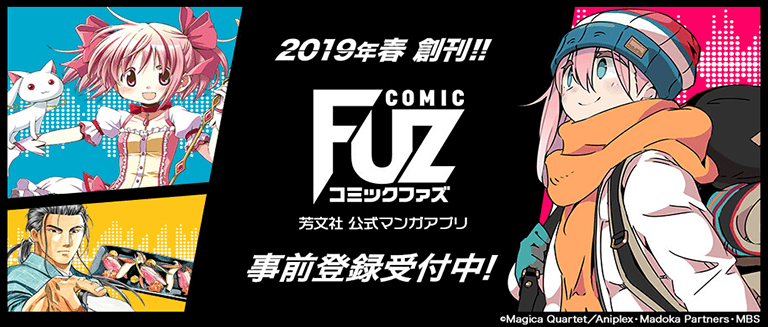 2019年春 創刊!!
COMIC
FUZ
コミックファズ
芳文社 公式マンガアプリ
事前登録受付中!
©Magica Quartet／Aniplex・Madoka Partners・MBS